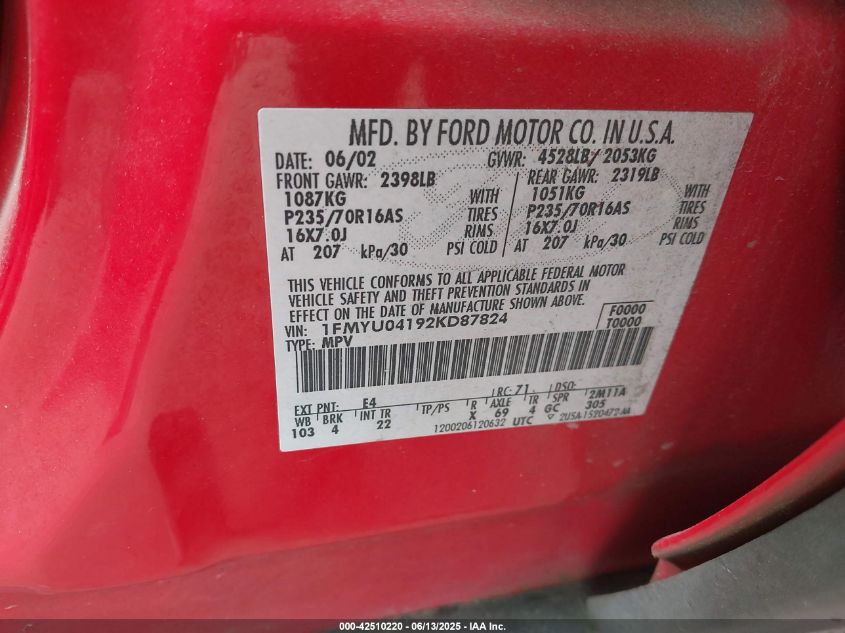 MFD. BY FORD MOTOR CO. IN U.S.A.
DATE: 06/02 GVWR: 4528LB/ 2053KG
FRONT GAWR: 2398LB REAR GAWR: 2319LB
1087KG WITH 1051KG WITH
P235/70R16AS TIRES P235/70R16AS TIRES
16X7.0J RIMS 16X7.0J RIMS
AT 207 kPa/30 PSI COLD AT 207 kPa/30 PSI COLD
THIS VEHICLE CONFORMS TO ALL APPLICABLE FEDERAL MOTOR
VEHICLE SAFETY AND THEFT PREVENTION STANDARDS IN
EFFECT ON THE DATE OF MANUFACTURE SHOWN ABOVE.
VIN: 1FMYU04192KD87824 F0000
TYPE: MPV T0000
EXT PNT: E4 RC: 71 DSO:
WB BRK INT TR TP/PS R AXLE TR SPR 2M11A
103 4 22 X 69 4 GC 305
1200206120632 UTC 2U5A-1520472-AA
000-42510220 - 06/13/2025 - IAA Inc.